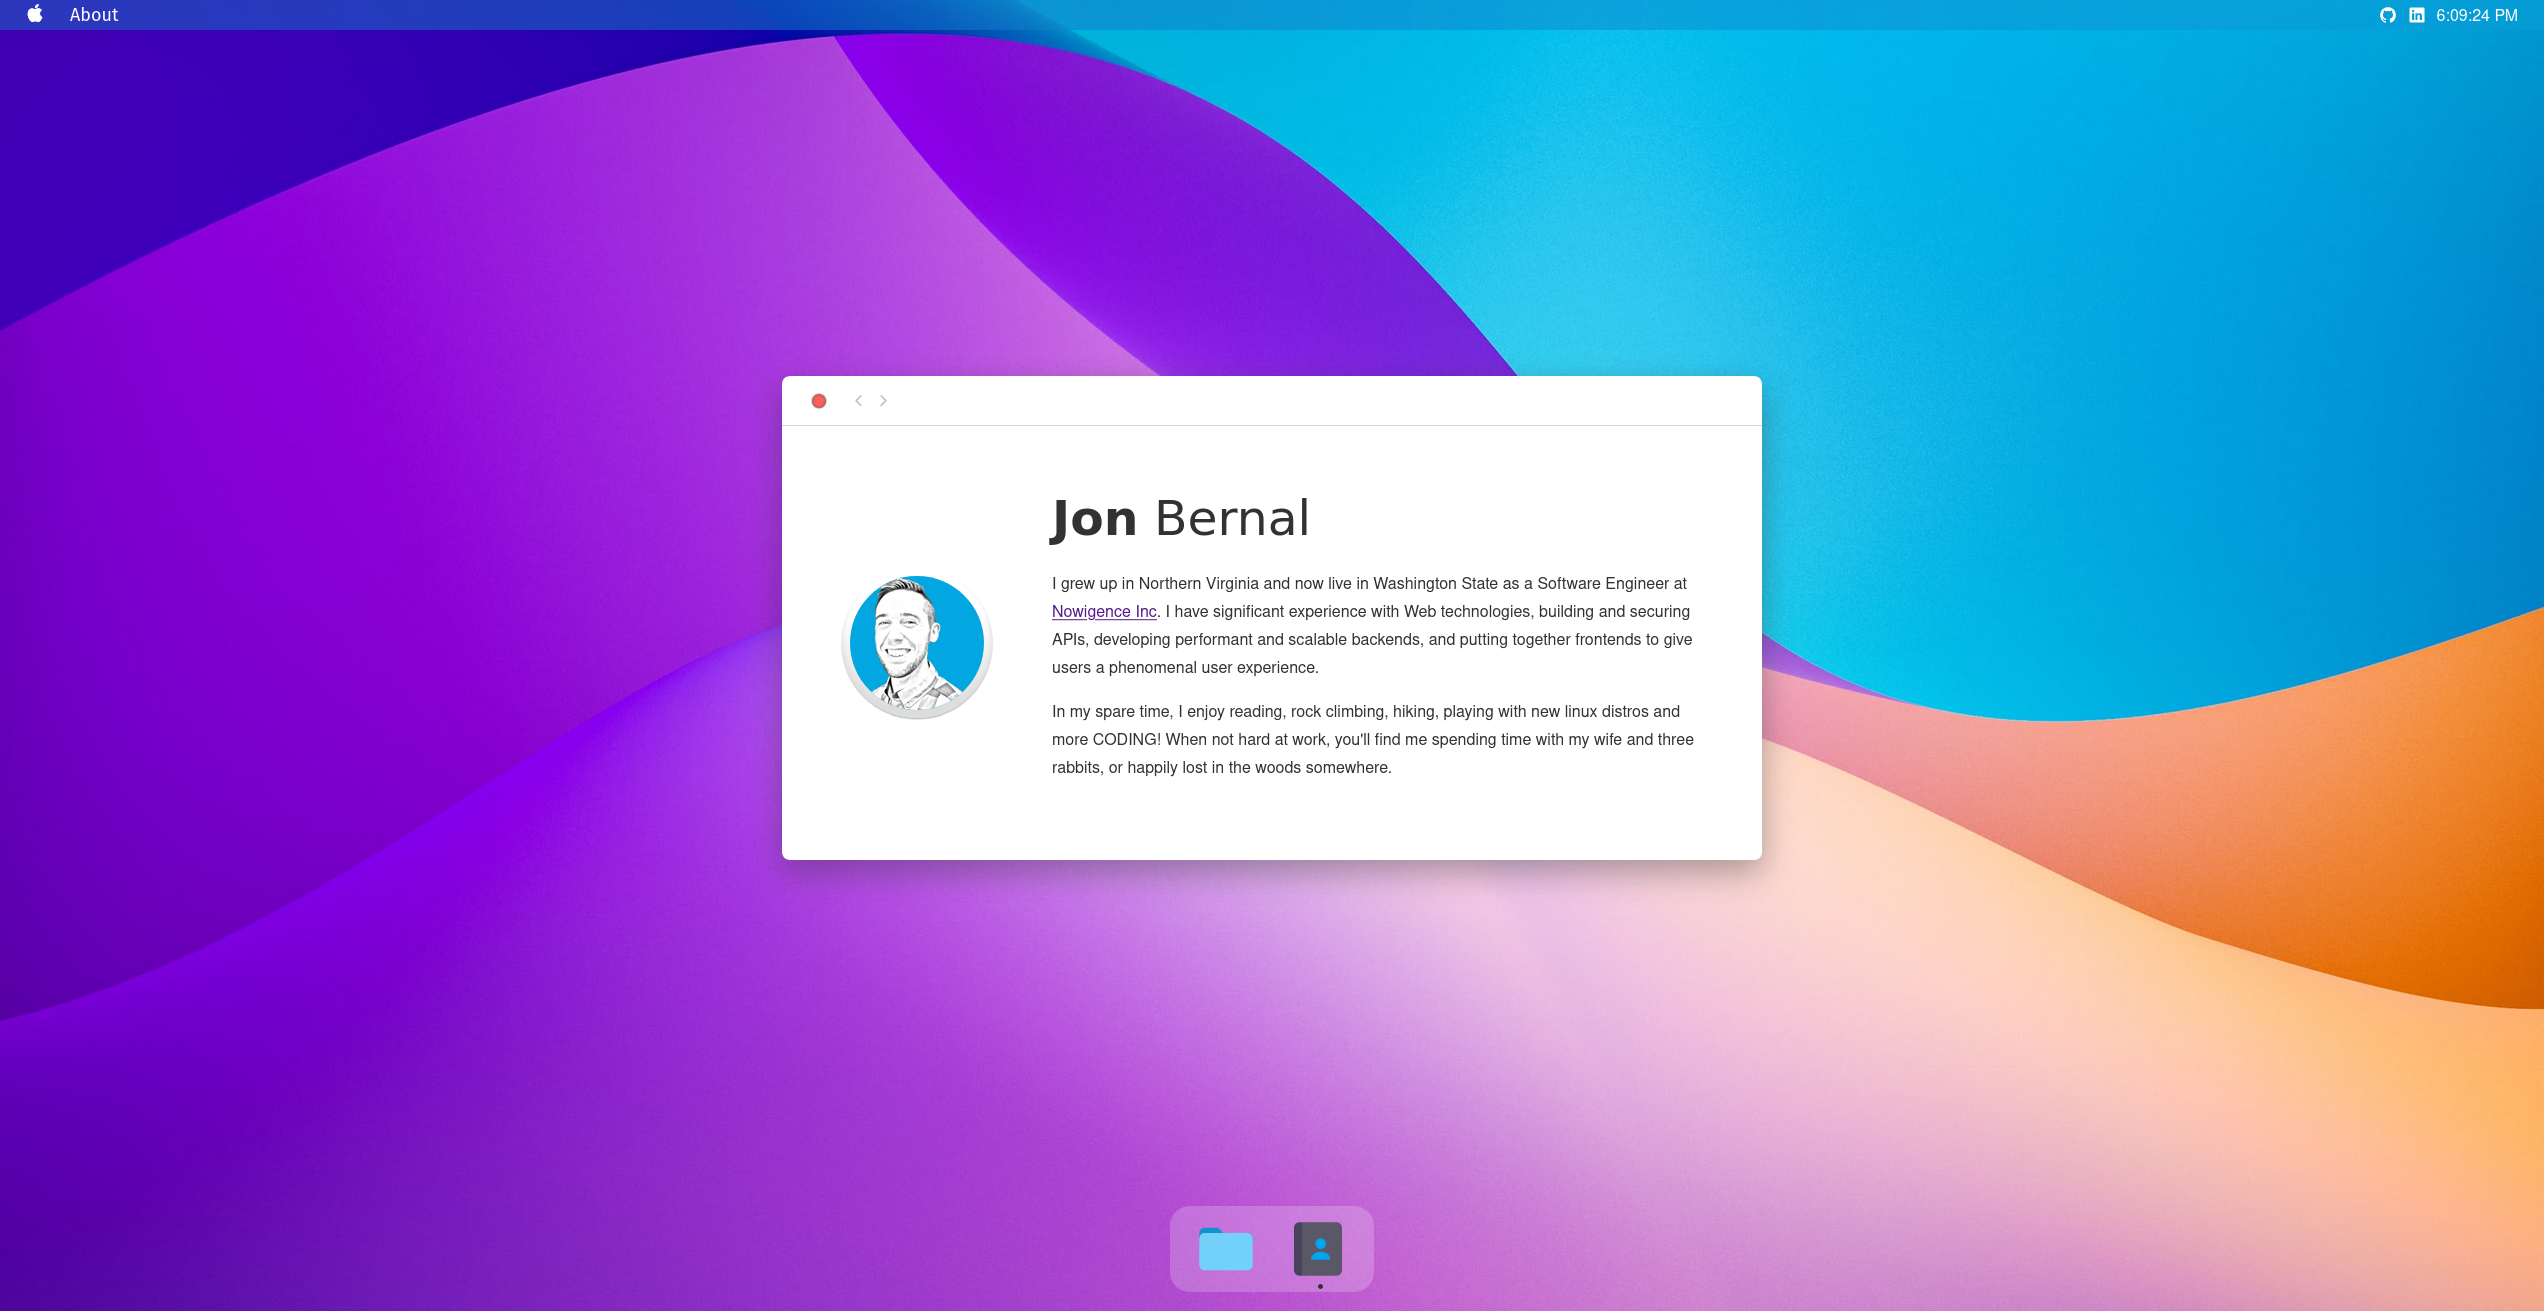 About
6:09:24 PM
Jon Bernal
I grew up in Northern Virginia and now live in Washington State as a Software Engineer at
Nowigence Inc. I have significant experience with Web technologies, building and securing
APIs, developing performant and scalable backends, and putting together frontends to give
users a phenomenal user experience.
In my spare time, I enjoy reading, rock climbing, hiking, playing with new linux distros and
more CODING! When not hard at work, you'll find me spending time with my wife and three
rabbits, or happily lost in the woods somewhere.